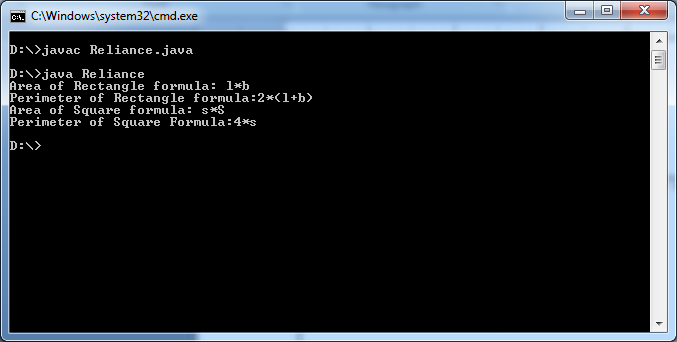 C:\Windows\system32\cmd.exe
D:\>javac Reliance.java
D:\>java Reliance
Area of Rectangle formula: l*b
Perimeter of Rectangle formula:2*(l+b)
Area of Square formula: s*S
Perimeter of Square Formula:4*s
D:\>